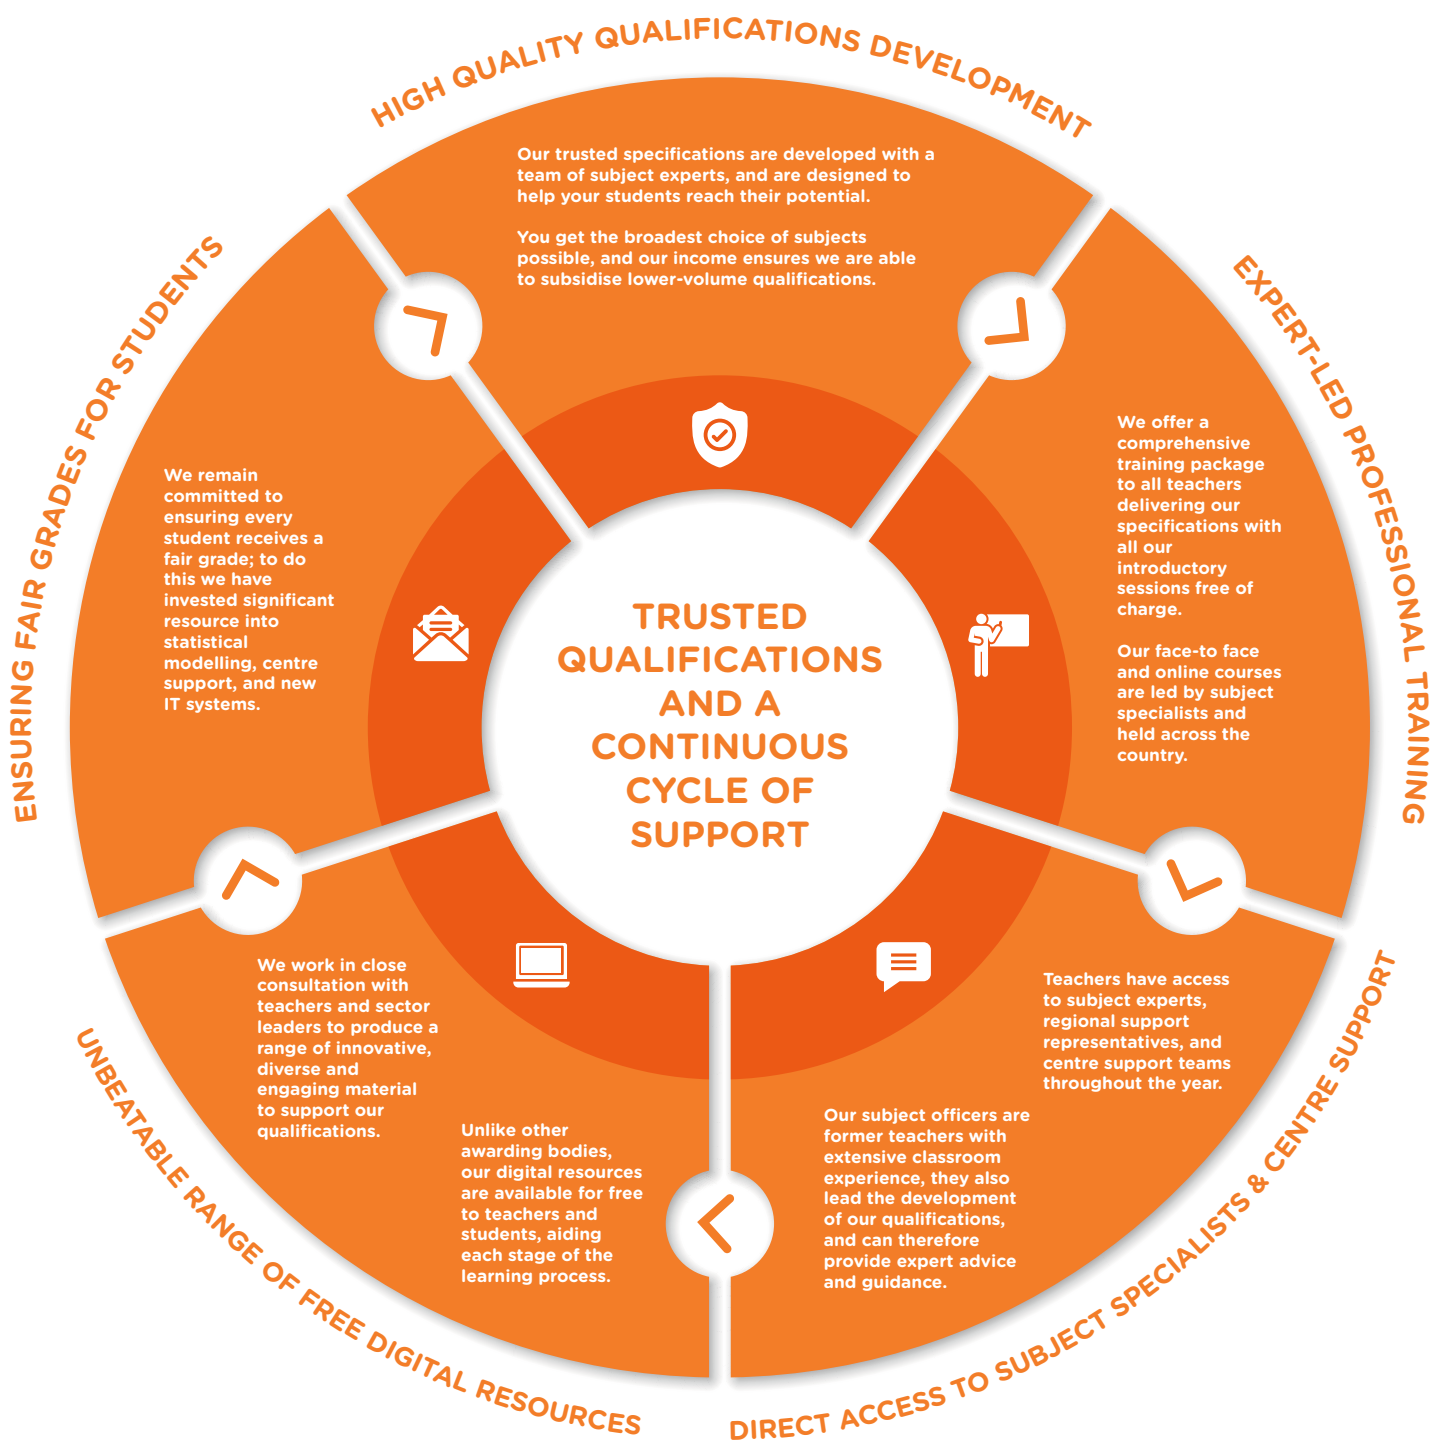 HIGH QUALITY QUALIFICATIONS DEVELOPMENT
Our trusted specifications are developed with a
team of subject experts, and are designed to
help your students reach their potential.
You get the broadest choice of subjects
possible, and our income ensures we are able
to subsidise lower-volume qualifications.
EXPERT-LED PROFESSIONAL TRAINING
We offer a
comprehensive
training package
to all teachers
delivering our
specifications with
all our
introductory
sessions free of
charge.
Our face-to face
and online courses
are led by subject
specialists and
held across the
country.
DIRECT ACCESS TO SUBJECT SPECIALISTS & CENTRE SUPPORT
Teachers have access
to subject experts,
regional support
representatives, and
centre support teams
throughout the year.
Our subject officers are
former teachers with
extensive classroom
experience, they also
lead the development
of our qualifications,
and can therefore
provide expert advice
and guidance.
UNBEATABLE RANGE OF FREE DIGITAL RESOURCES
We work in close
consultation with
teachers and sector
leaders to produce a
range of innovative,
diverse and
engaging material
to support our
qualifications.
Unlike other
awarding bodies,
our digital resources
are available for free
to teachers and
students, aiding
each stage of the
learning process.
ENSURING FAIR GRADES FOR STUDENTS
We remain
committed to
ensuring every
student receives a
fair grade; to do
this we have
invested significant
resource into
statistical
modelling, centre
support, and new
IT systems.
TRUSTED
QUALIFICATIONS
AND A
CONTINUOUS
CYCLE OF
SUPPORT